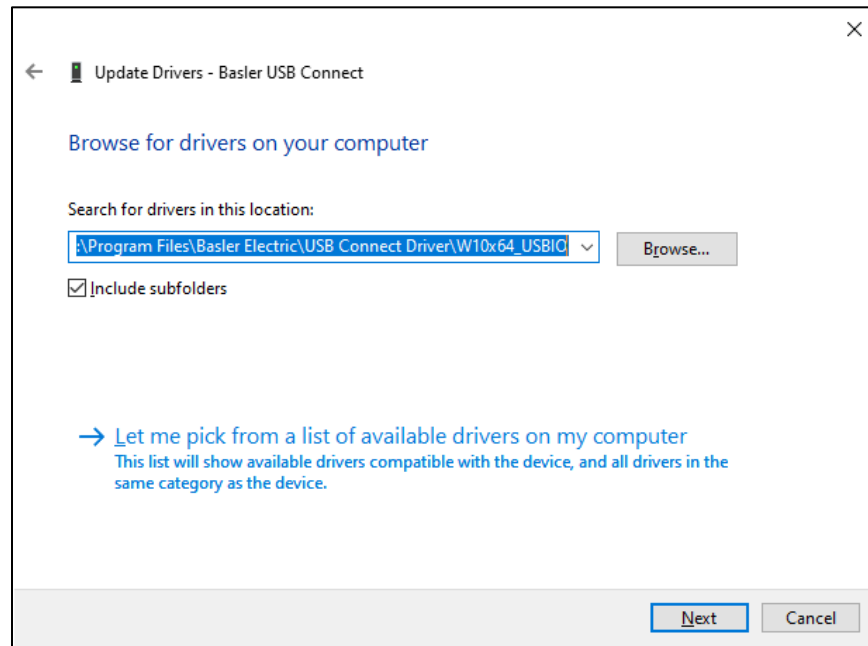 Update Drivers - Basler USB Connect
Browse for drivers on your computer
Search for drivers in this location:
:\Program Files\Basler Electric\USB Connect Driver\W10x64_USBIO
Browse...
Include subfolders
Let me pick from a list of available drivers on my computer
This list will show available drivers compatible with the device, and all drivers in the
same category as the device.
Next
Cancel